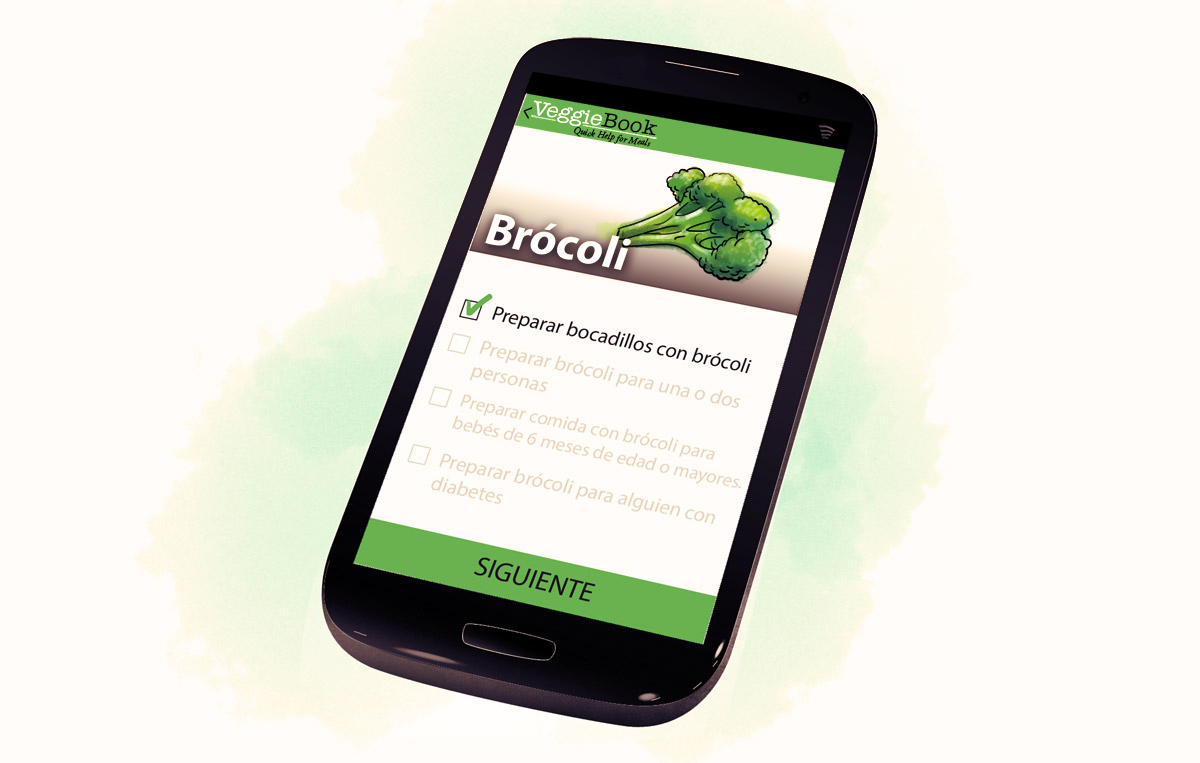 VeggieBook
Quick Help for Meals
Brócoli
Preparar bocadillos con brócoli
Preparar brócoli para una o dos
personas
Preparar comida con brócoli para
bebés de 6 meses de edad o mayores.
Preparar brócoli para alguien con
diabetes
SIGUIENTE